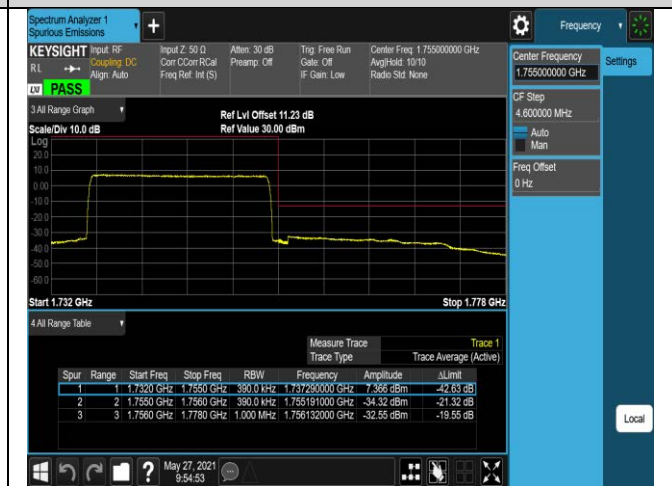 Spectrum Analyzer 1
Spurious Emissions
Frequency
KEYSIGHT Input: RF Input Z: 50 Ω Atten: 30 dB Trig: Free Run Center Freq: 1.755000000 GHz
RL Coupling: DC Corr CCorr RCal Preamp: Off Gate: Off Avg|Hold: 10/10
Align: Auto Freq Ref: Int (S) IF Gain: Low Radio Std: None
PASS
3 All Range Graph
Ref Lvl Offset 11.23 dB
Scale/Div 10.0 dB Ref Value 30.00 dBm
Log
20.0
10.0
0.00
-10.0
-20.0
-30.0
-40.0
-50.0
-60.0
Start 1.732 GHz Stop 1.778 GHz
4 All Range Table
Measure Trace Trace 1
Trace Type Trace Average (Active)
Spur Range Start Freq Stop Freq RBW Frequency Amplitude ΔLimit
1 1 1.7320 GHz 1.7550 GHz 390.0 kHz 1.737290000 GHz 7.366 dBm -42.63 dB
2 2 1.7550 GHz 1.7560 GHz 390.0 kHz 1.755191000 GHz -34.32 dBm -21.32 dB
3 3 1.7560 GHz 1.7780 GHz 1.000 MHz 1.756132000 GHz -32.55 dBm -19.55 dB
May 27, 2021
9:54:53
Center Frequency
1.755000000 GHz
Settings
CF Step
4.600000 MHz
Auto
Man
Freq Offset
0 Hz
Local